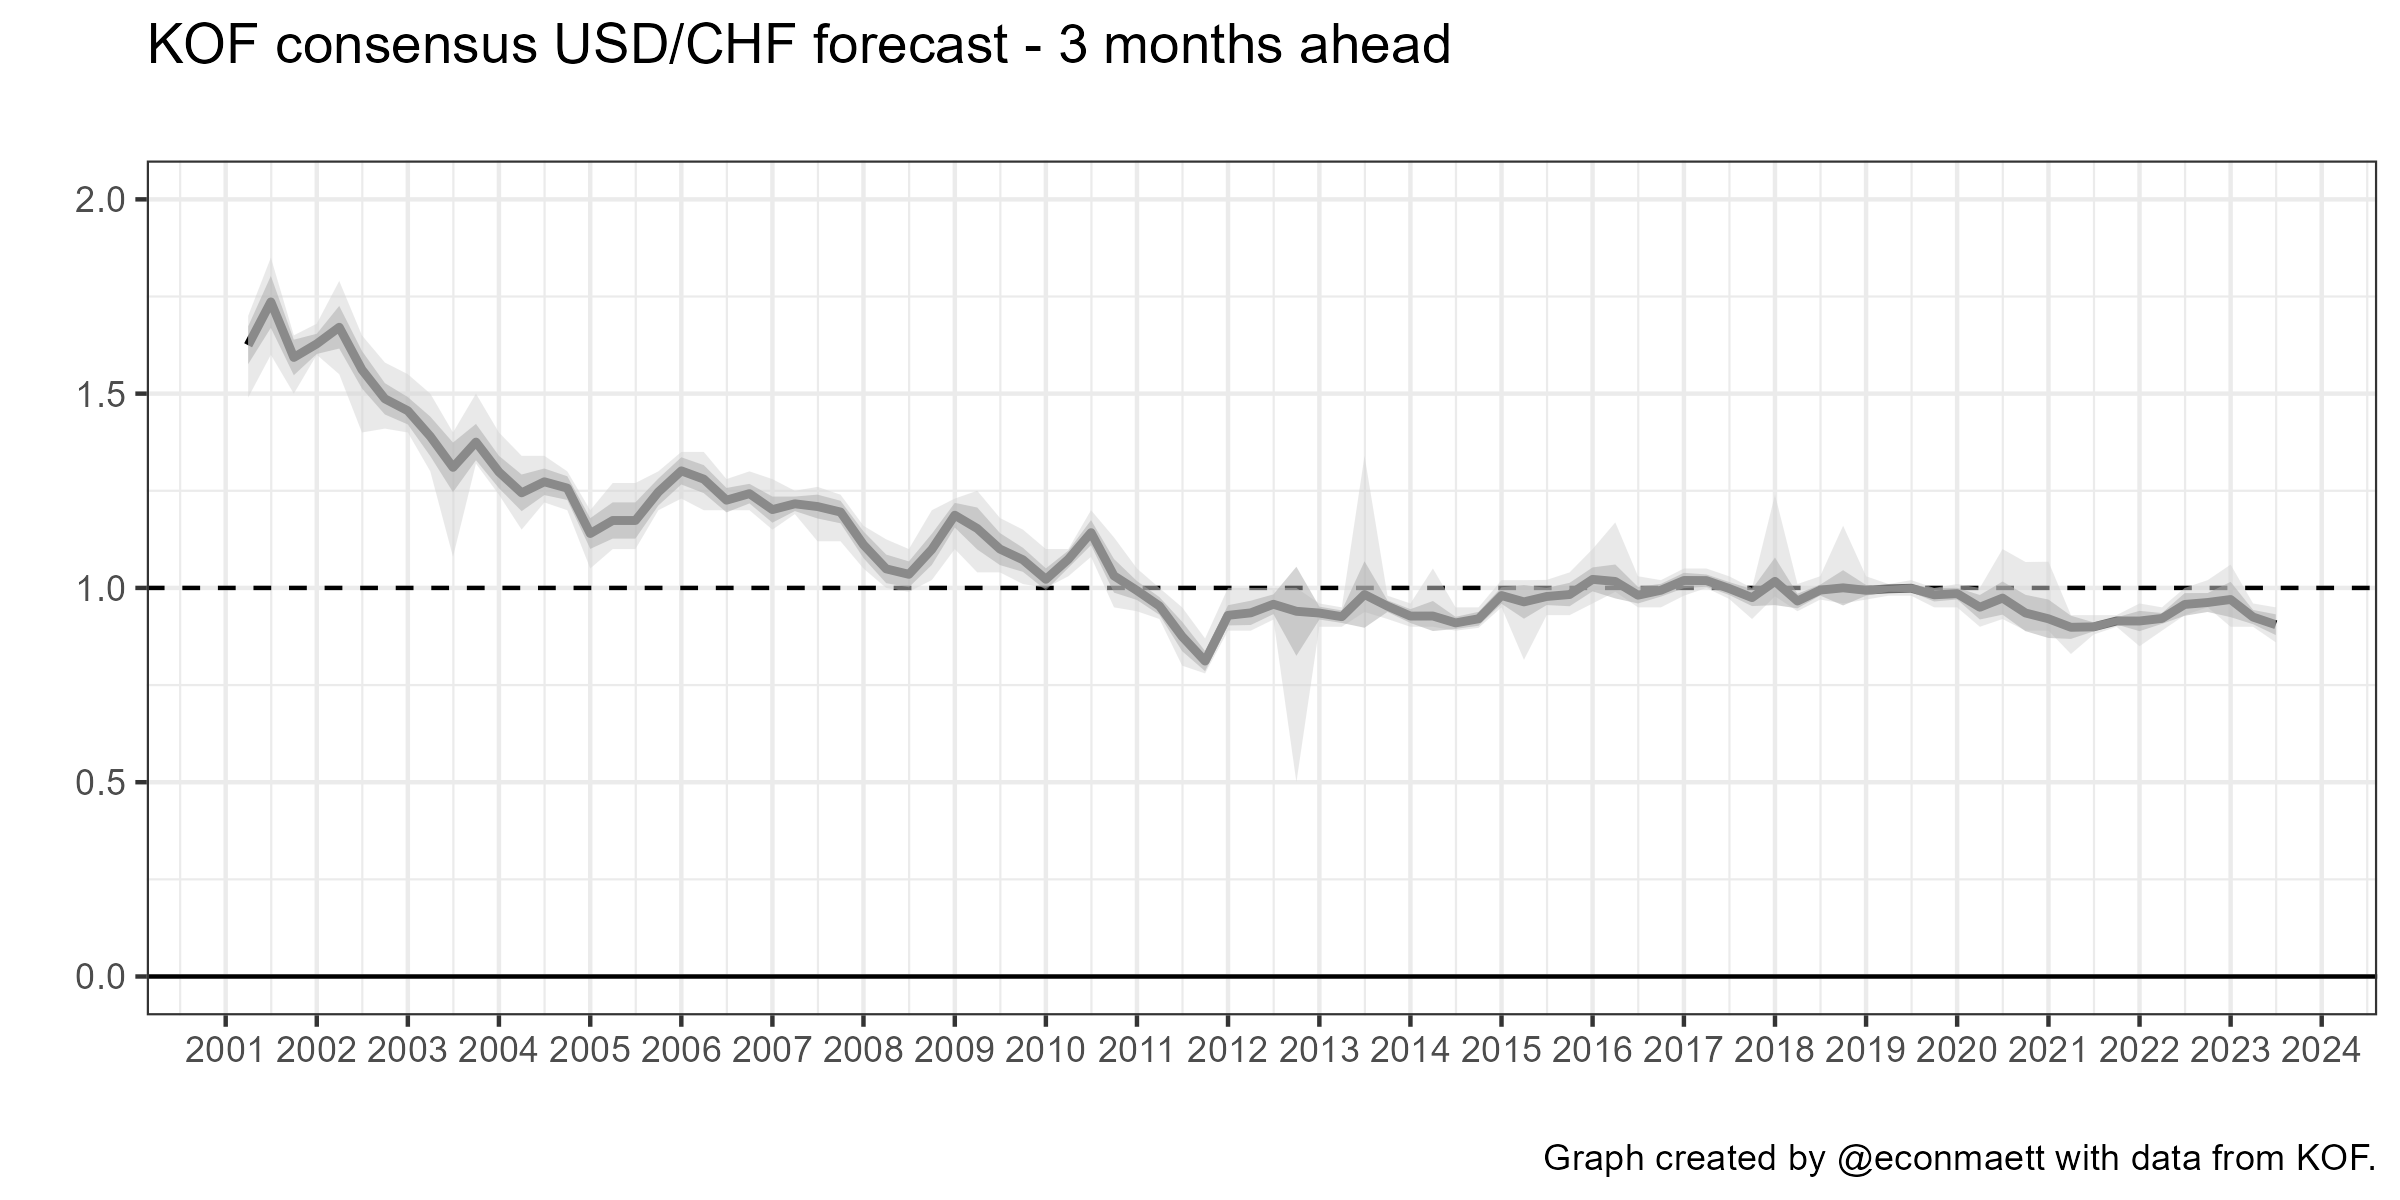 KOF consensus USD/CHF forecast - 3 months ahead
2.0
1.5
1.0
0.5
0.0
2001 2002 2003 2004 2005 2006 2007 2008 2009 2010 2011 2012 2013 2014 2015 2016 2017 2018 2019 2020 2021 2022 2023 2024
Graph created by @econmaett with data from KOF.